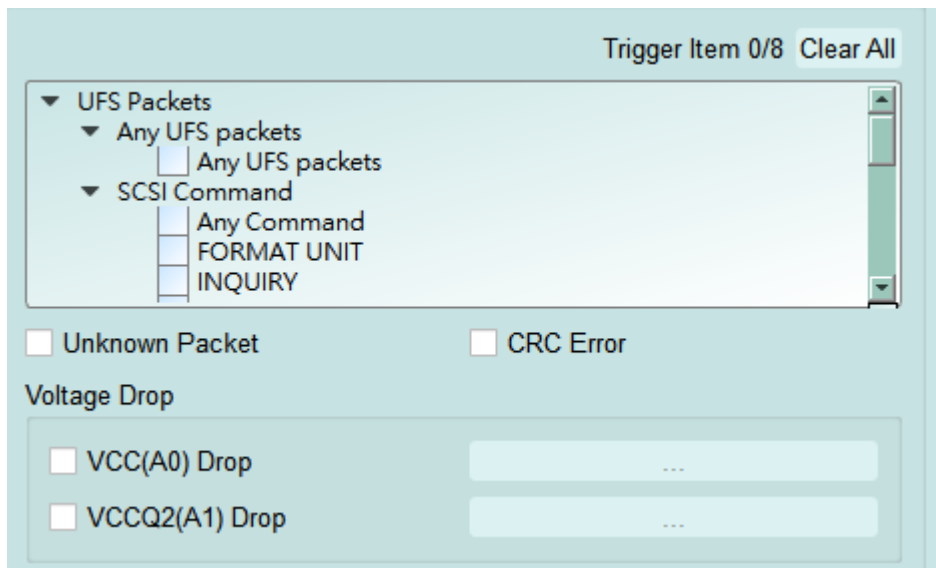 Trigger Item 0/8 Clear All
UFS Packets
Any UFS packets
Any UFS packets
SCSI Command
Any Command
FORMAT UNIT
INQUIRY
Unknown Packet CRC Error
Voltage Drop
VCC(A0) Drop ...
VCCQ2(A1) Drop ...